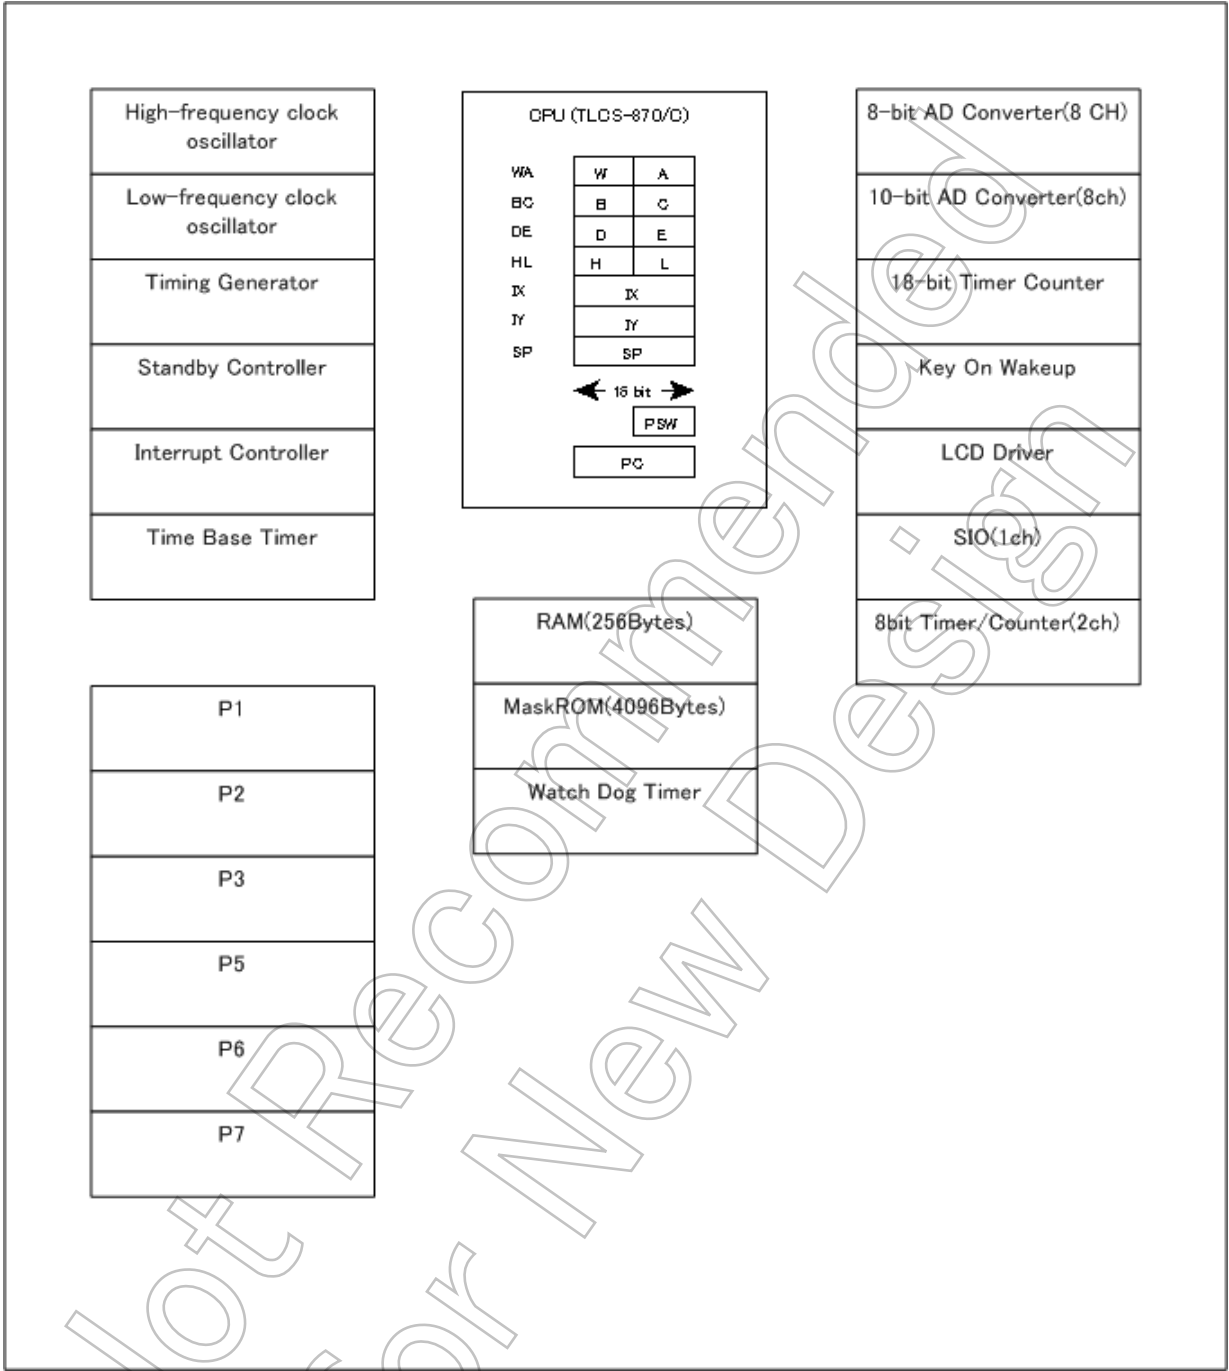 High-frequency clock
oscillator
Low-frequency clock
oscillator
Timing Generator
Standby Controller
Interrupt Controller
Time Base Timer
P1
P2
P3
P5
P6
P7
CPU (TLCS-870/C)
WA W A
BC B C
DE D E
HL H L
IX IX
IY IY
SP SP
16 bit
PSW
PC
RAM(256Bytes)
MaskROM(4096Bytes)
Watch Dog Timer
8-bit AD Converter(8 CH)
10-bit AD Converter(8ch)
18-bit Timer Counter
Key On Wakeup
LCD Driver
SIO(1ch)
8bit Timer/Counter(2ch)
Not Recommended
for New Design